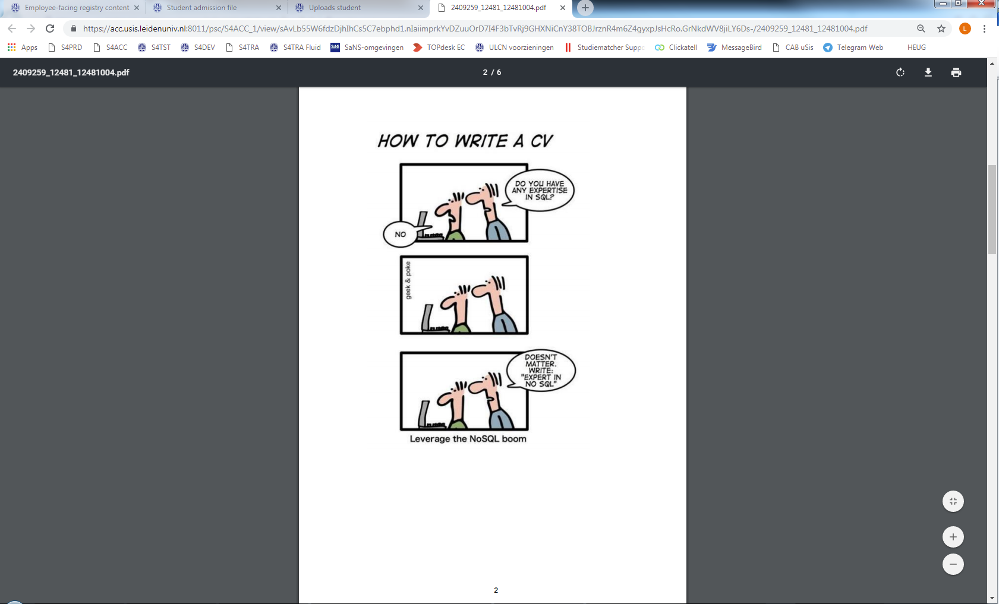 Employee-facing registry content
Student admission file
Uploads student
2409259_12481_12481004.pdf
https://acc.usis.leidenuniv.nl:8011/psc/S4ACC_1/view/sAvLb55W6fdzDjhIhCs5C7ebphd1.nIaiimprkYvDZuuOrD7I4F3bTvRj9GHXNiCnY38TOBJrznR4m6Z4gyxpJsHcRo.GrNkdWV8jiLY6Ds-/2409259_12481_12481004.pdf
L
Apps S4PRD S4ACC S4TST S4DEV S4TRA S4TRA Fluid SaNS SaNS-omgevingen TOPdesk EC ULCN voorzieningen Studiematcher Suppo Clickatell MessageBird CAB uSis Telegram Web HEUG
2409259_12481_12481004.pdf
2 / 6
HOW TO WRITE A CV
DO YOU HAVE
ANY EXPERTISE
IN SQL?
NO
geek & poke
DOESN'T
MATTER.
WRITE:
"EXPERT IN
NO SQL"
Leverage the NoSQL boom
2